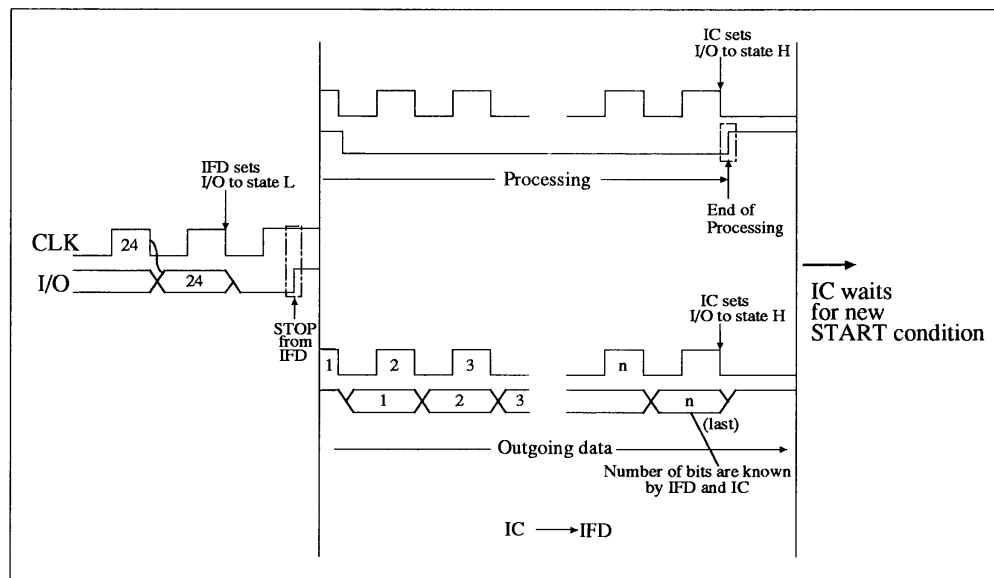 IC sets
I/O to state H
IFD sets
I/O to state L
Processing
End of
Processing
CLK
24
I/O
24
STOP
from
IFD
IC sets
I/O to state H
IC waits
for new
START condition
1
2
3
n
1
2
3
n
(last)
Outgoing data
Number of bits are known
by IFD and IC
IC
IFD